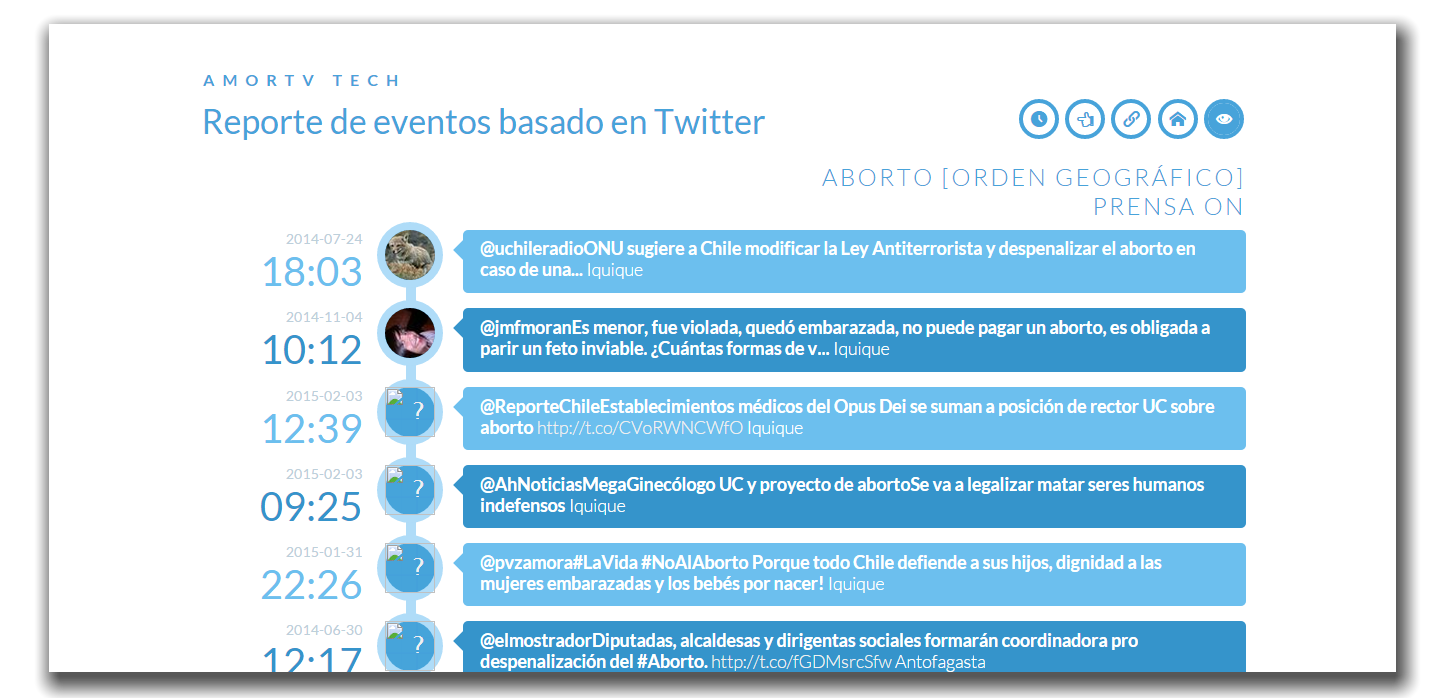 AMORTV TECH
Reporte de eventos basado en Twitter
ABORTO [ORDEN GEOGRÁFICO]
PRENSA ON
2014-07-24
18:03
@uchileradioONU sugiere a Chile modificar la Ley Antiterrorista y despenalizar el aborto en
caso de una... Iquique
2014-11-04
10:12
@jmfmoranEs menor, fue violada, quedó embarazada, no puede pagar un aborto, es obligada a
parir un feto inviable. ¿Cuántas formas de v... Iquique
2015-02-03
12:39
?
@ReporteChileEstablecimientos médicos del Opus Dei se suman a posición de rector UC sobre
aborto http://t.co/CVoRWNCWfO Iquique
2015-02-03
09:25
?
@AhNoticiasMegaGinecólogo UC y proyecto de abortoSe va a legalizar matar seres humanos
indefensos Iquique
2015-01-31
22:26
?
@pvzamora#LaVida #NoAlAborto Porque todo Chile defiende a sus hijos, dignidad a las
mujeres embarazadas y los bebés por nacer! Iquique
2014-06-30
12:17
?
@elmostradorDiputadas, alcaldesas y dirigentas sociales formarán coordinadora pro
despenalización del #Aborto. http://t.co/fGDMsrcSfw Antofagasta